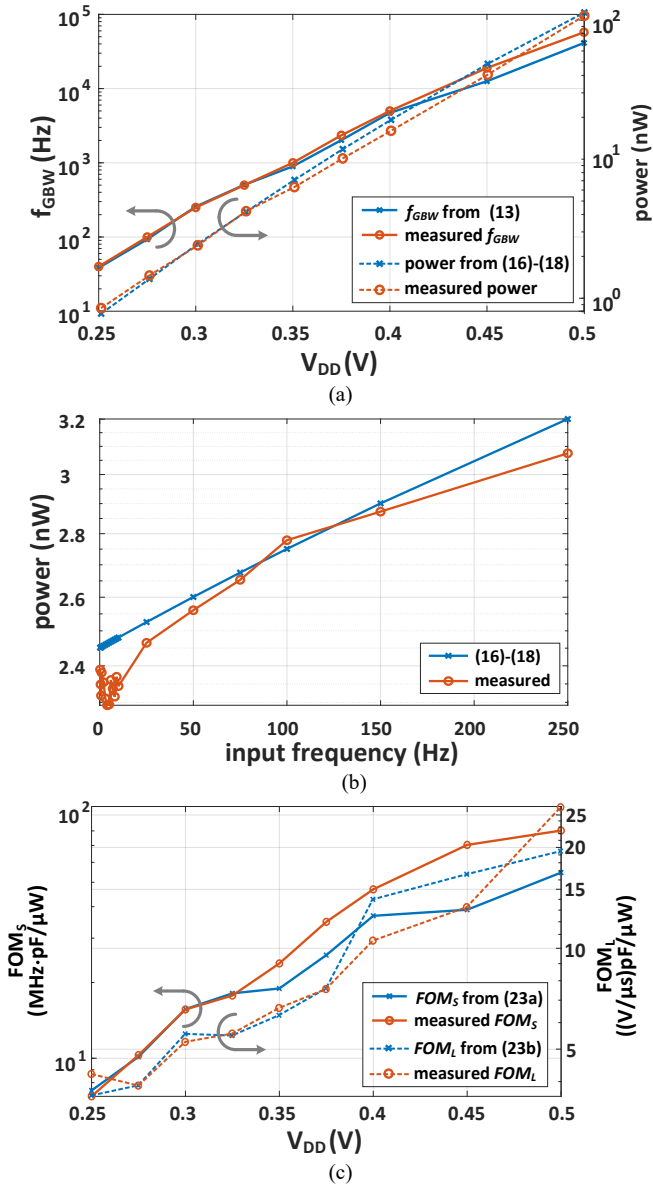 10^5
10^4
10^3
10^2
10^1
f_GBW (Hz)
10^2
10^1
10^0
power (nW)
f_GBW from (13)
measured f_GBW
power from (16)-(18)
measured power
0.25 0.3 0.35 0.4 0.45 0.5
V_DD (V)
(a)
3.2
3
2.8
2.6
2.4
power (nW)
(16)-(18)
measured
0 50 100 150 200 250
input frequency (Hz)
(b)
10^2
10^1
FOM_S
(MHz·pF/μW)
25
20
15
10
5
FOM_L
((V/μs)pF/μW)
FOM_S from (23a)
measured FOM_S
FOM_L from (23b)
measured FOM_L
0.25 0.3 0.35 0.4 0.45 0.5
V_DD (V)
(c)